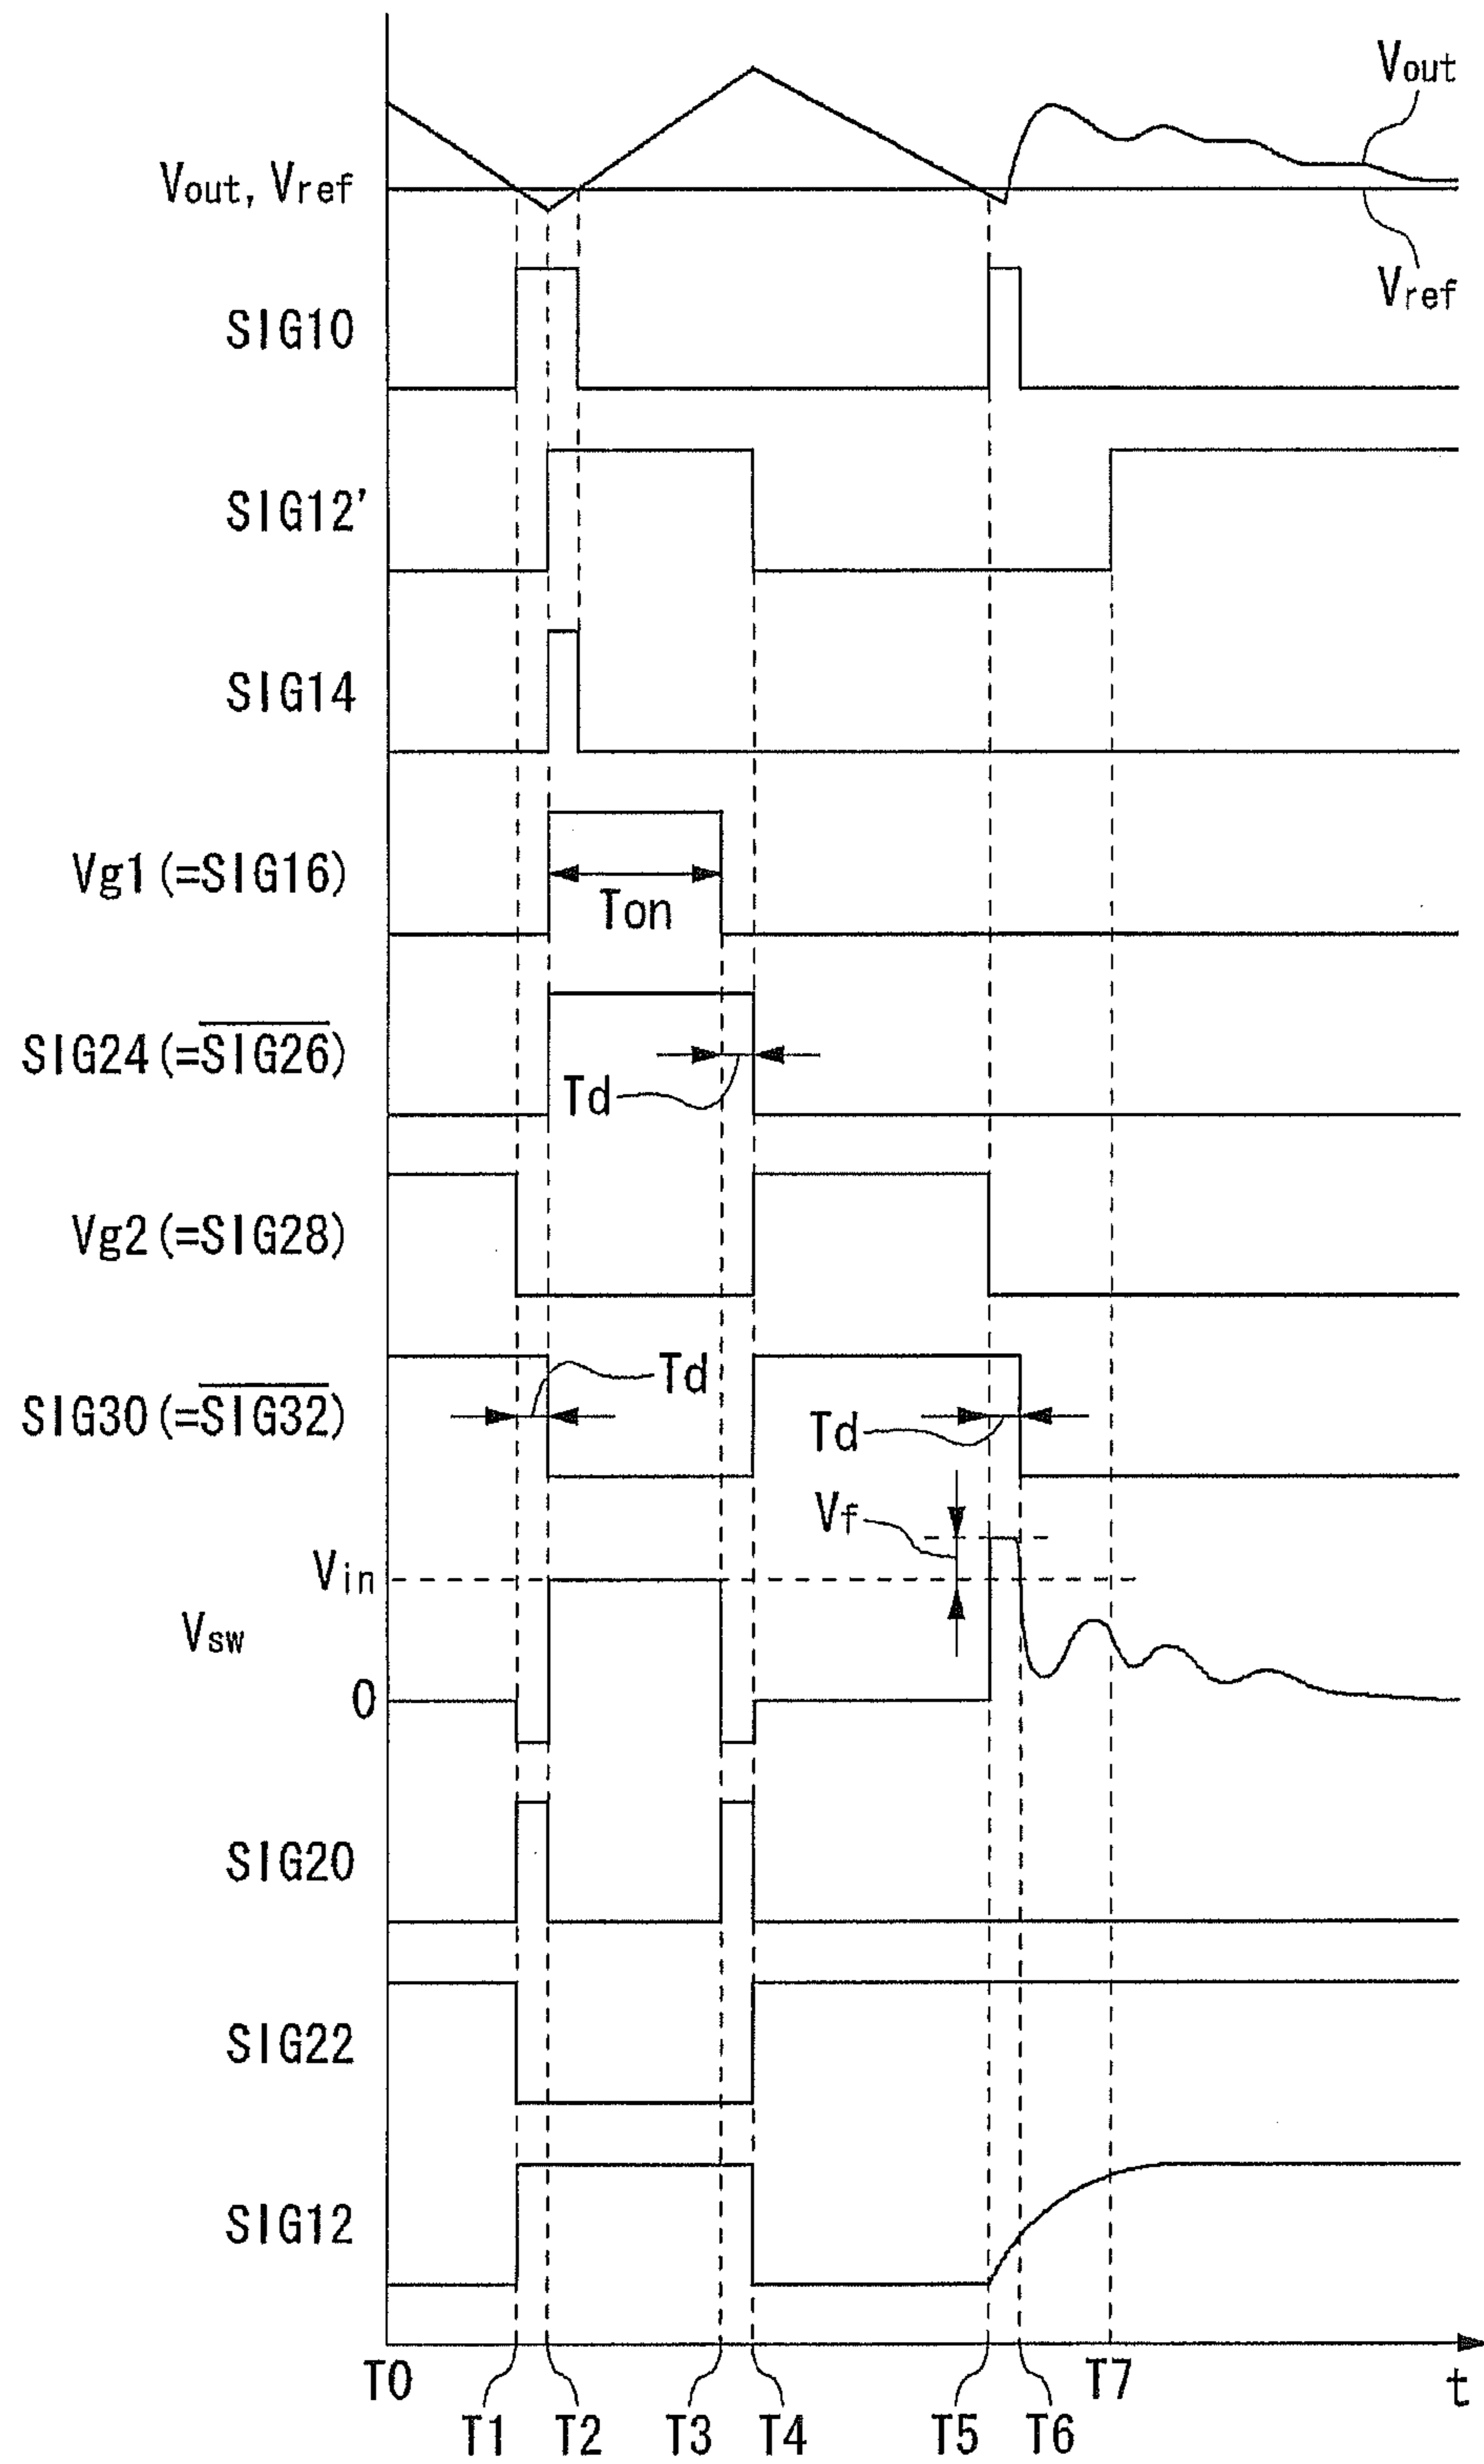 Vout
Vout, Vref
Vref
SIG10
SIG12'
SIG14
Vg1 (=SIG16)
Ton
SIG24 (=SIG26)
Td
Vg2 (=SIG28)
SIG30 (=SIG32)
Td
Td
Vf
Vin
Vsw
0
SIG20
SIG22
SIG12
T0
T7
t
T1 T2 T3 T4 T5 T6